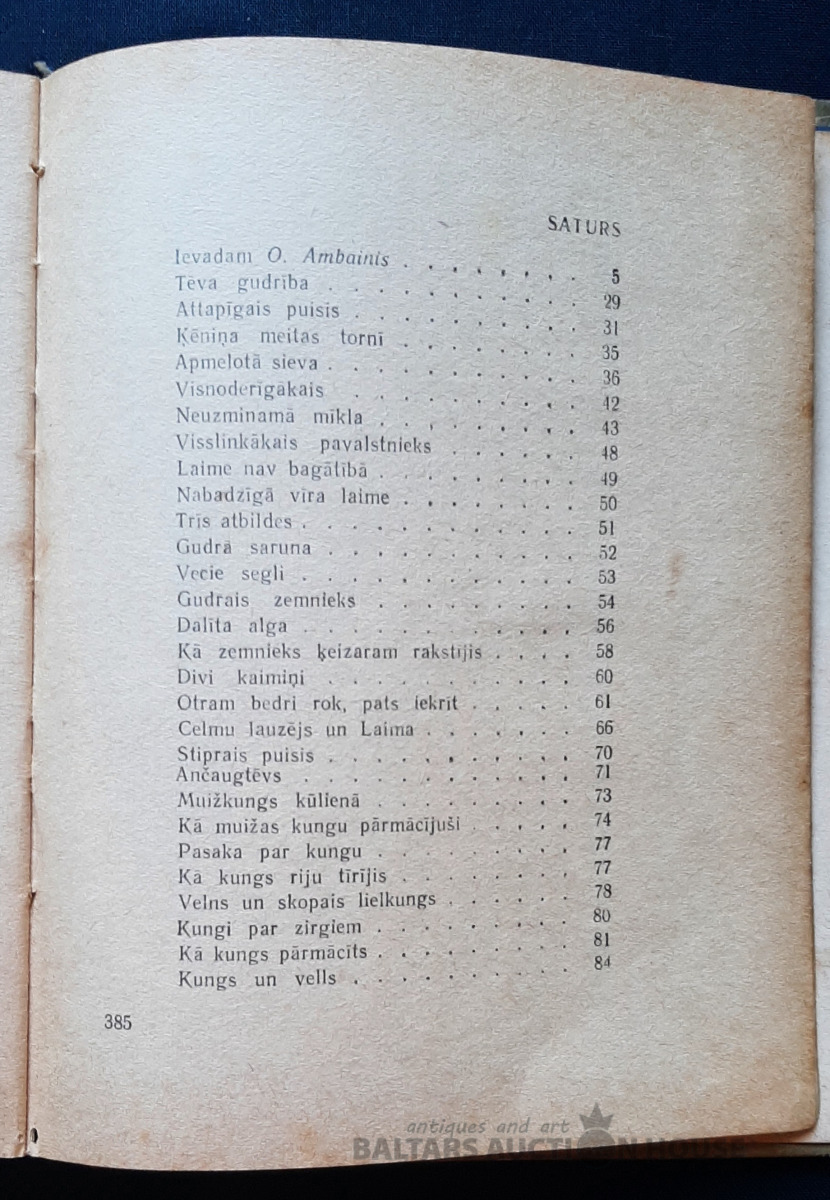 SATURS
Ievadam O. Ambainis . . . . . . . . 5
Tēva gudrība . . . . . . . . . . . 29
Attapīgais puisis . . . . . . . . . . 31
Ķēniņa meitas tornī . . . . . . . . 35
Apmelotā sieva . . . . . . . . . . . 36
Visnoderīgākais . . . . . . . . . . 42
Neuzminamā mīkla . . . . . . . . . 43
Visslinkākais pavalstnieks . . . . . . 48
Laime nav bagātībā . . . . . . . . . 49
Nabadzīgā vīra laime . . . . . . . . 50
Trīs atbildes . . . . . . . . . . . . 51
Gudrā saruna . . . . . . . . . . . 52
Vecie segli . . . . . . . . . . . . 53
Gudrais zemnieks . . . . . . . . . 54
Dalīta alga . . . . . . . . . . . . 56
Kā zemnieks ķeizaram rakstījis . . . . 58
Divi kaimiņi . . . . . . . . . . . 60
Otram bedri rok, pats iekrīt . . . . . 61
Celmu lauzējs un Laima . . . . . . . 66
Stiprais puisis . . . . . . . . . . . 70
Ančaugtēvs . . . . . . . . . . . . 71
Muižkungs kūlienā . . . . . . . . . 73
Kā muižas kungu pārmācījuši . . . . . 74
Pasaka par kungu . . . . . . . . . 77
Kā kungs riju tīrījis . . . . . . . . 77
Velns un skopais lielkungs . . . . . . 78
Kungi par zirgiem . . . . . . . . . 80
Kā kungs pārmācīts . . . . . . . . . 81
Kungs un vells . . . . . . . . . . 84
385
antiques and art
BALTARS AUCTION HOUSE